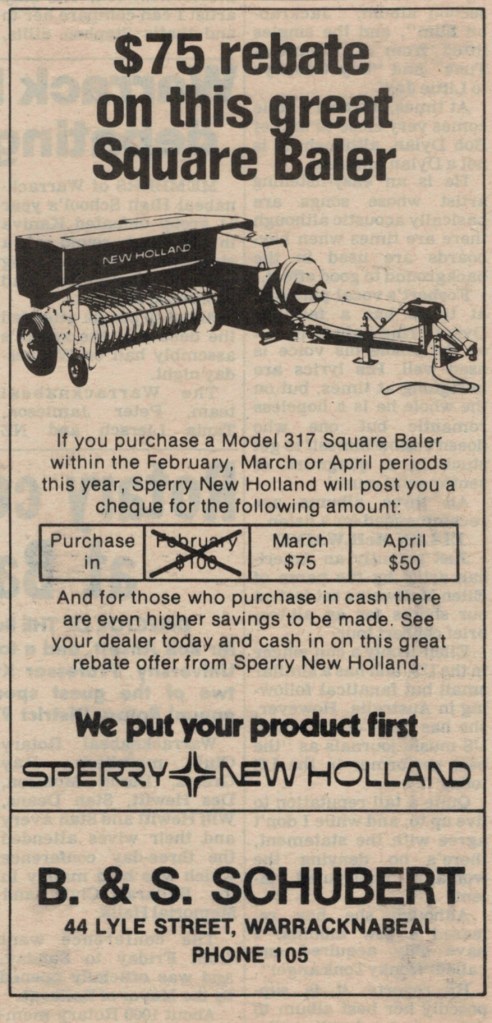 $75 rebate
on this great
Square Baler
NEW HOLLAND
If you purchase a Model 317 Square Baler
within the February, March or April periods
this year, Sperry New Holland will post you a
cheque for the following amount:
Purchase in
February $100
March $75
April $50
And for those who purchase in cash there
are even higher savings to be made. See
your dealer today and cash in on this great
rebate offer from Sperry New Holland.
We put your product first
SPERRY NEW HOLLAND
B. & S. SCHUBERT
44 LYLE STREET, WARRACKNABEAL
PHONE 105